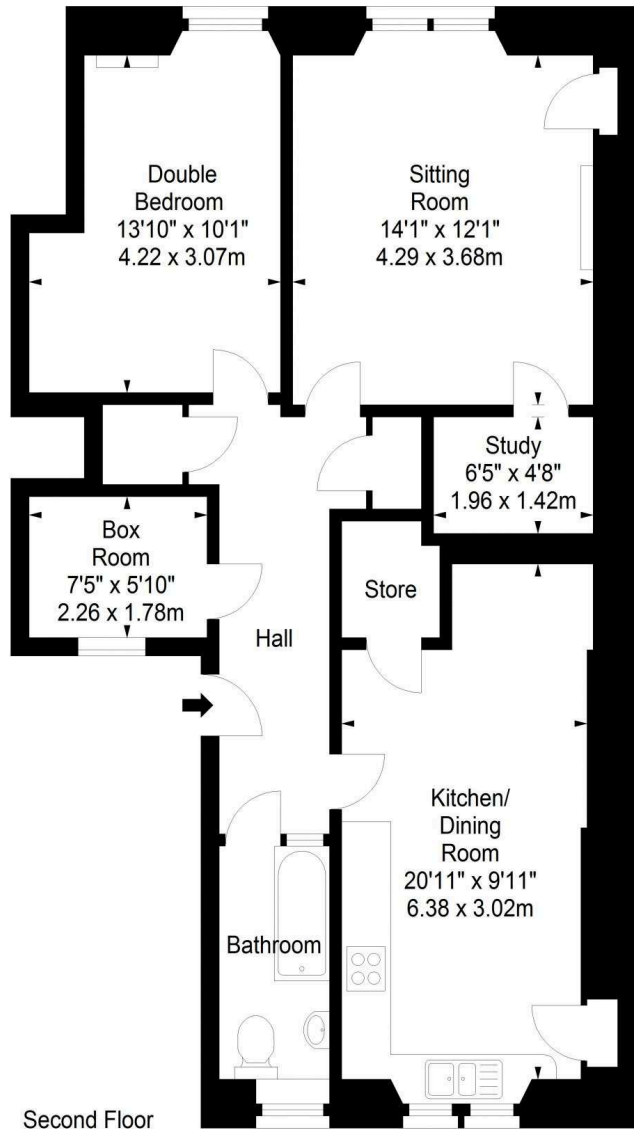 Double
Bedroom
13'10" x 10'1"
4.22 x 3.07m
Sitting
Room
14'1" x 12'1"
4.29 x 3.68m
Study
6'5" x 4'8"
1.96 x 1.42m
Box
Room
7'5" x 5'10"
2.26 x 1.78m
Store
Hall
Kitchen/
Dining
Room
20'11" x 9'11"
6.38 x 3.02m
Bathroom
Second Floor